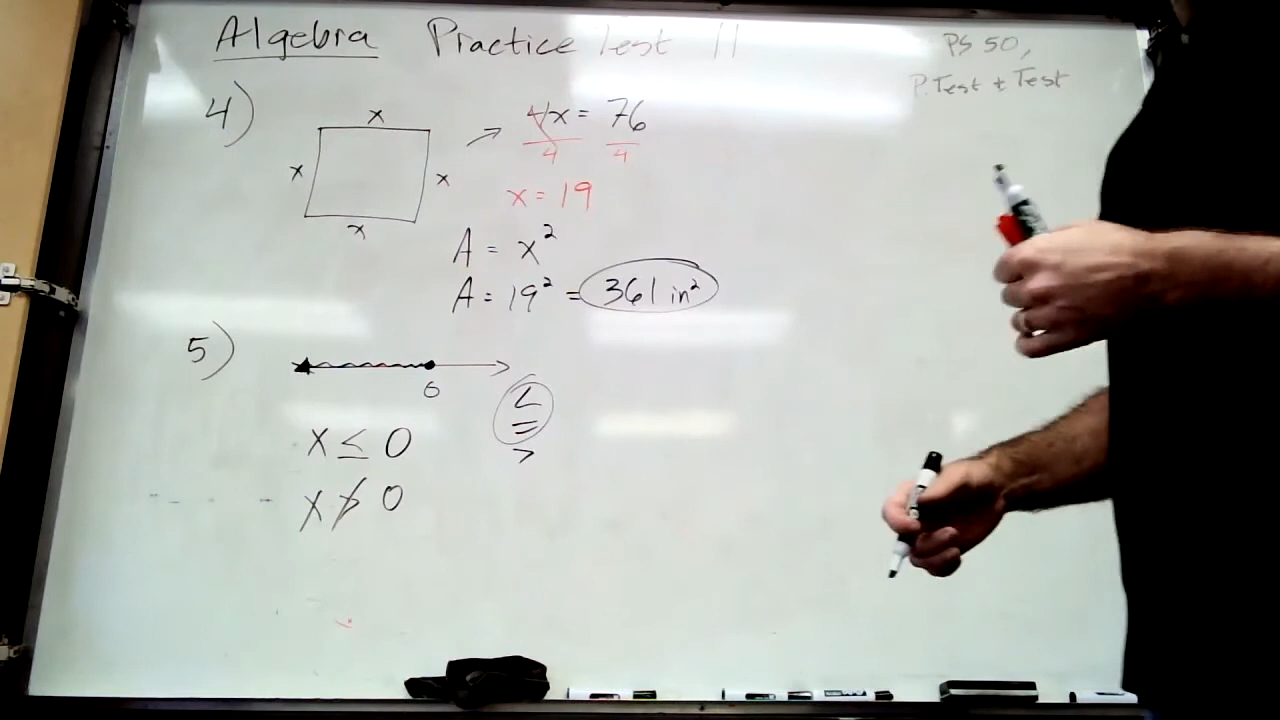 Algebra Practice Test 11
PS 50,
P. Test + Test
4)
x
x
x
x
4x = 76
4 4
x = 19
A = x²
A = 19² = 361 in²
5)
0
<
=
>
x ≤ 0
x ≯ 0